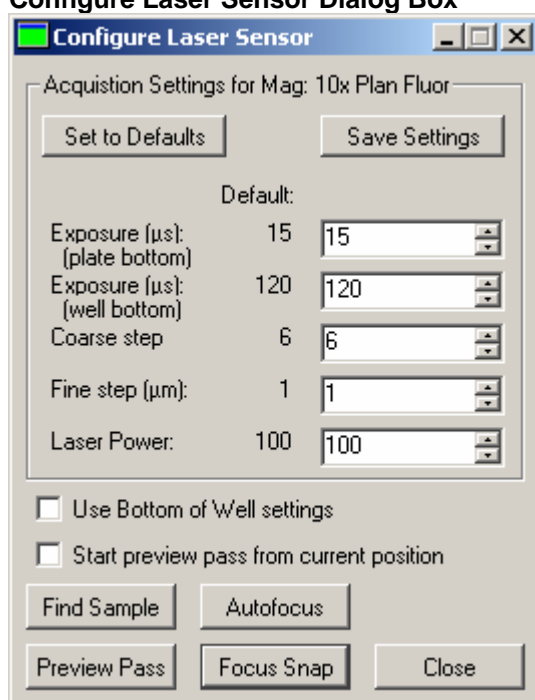 Configure Laser Sensor Dialog Box
Configure Laser Sensor
Acquistion Settings for Mag: 10x Plan Fluor
Set to Defaults Save Settings
Default:
Exposure (µs): 15 15
(plate bottom)
Exposure (µs): 120 120
(well bottom)
Coarse step 6 6
Fine step (µm): 1 1
Laser Power: 100 100
Use Bottom of Well settings
Start preview pass from current position
Find Sample Autofocus
Preview Pass Focus Snap Close